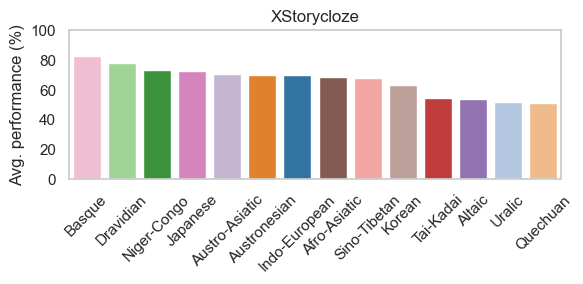 XStorycloze
Avg. performance (%)
100
80
60
40
20
0
Basque
Dravidian
Niger-Congo
Japanese
Austro-Asiatic
Austronesian
Indo-European
Afro-Asiatic
Sino-Tibetan
Korean
Tai-Kadai
Altaic
Uralic
Quechuan